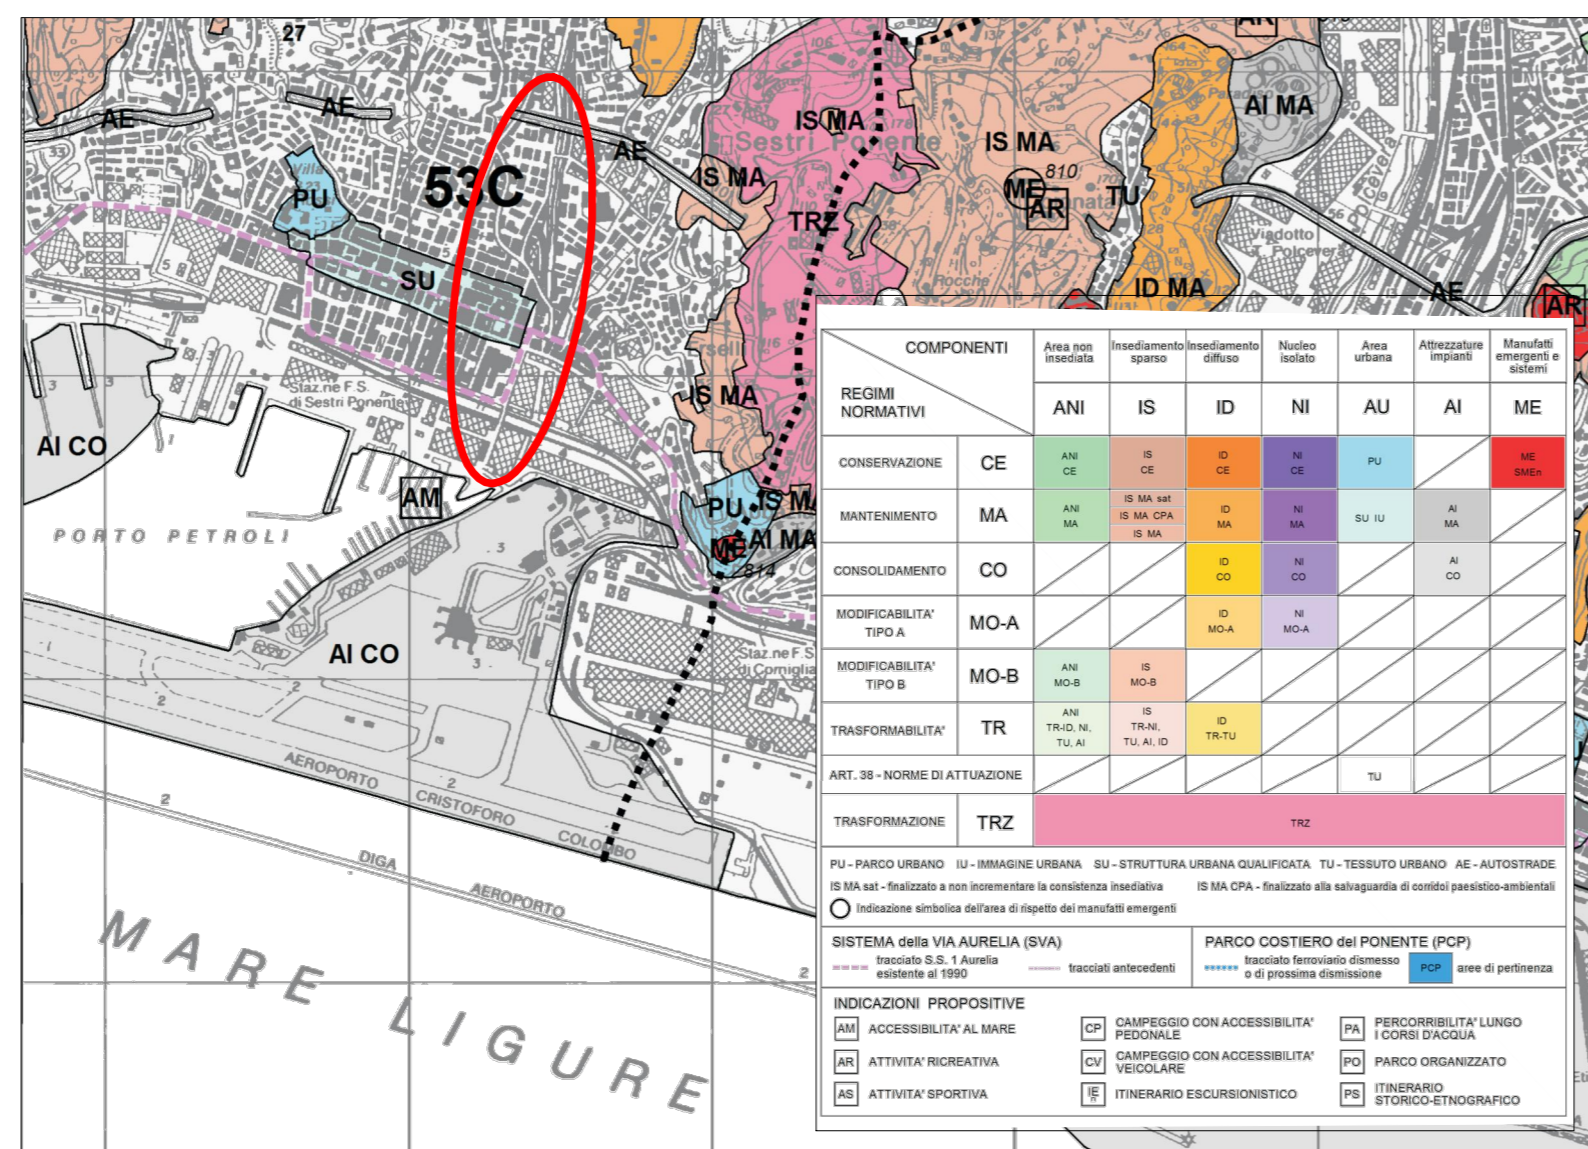 27
AR
AE
AE
AE
106
137
106
164
Paradiso
AI MA
IS MA
178
Sestri Ponente
IS MA
IS MA
810
ME
AR
TU
Villa
PU
53C
TRZ
SU
28
56
Polcevera
Viadotto
T. Polcevera
Rocche
ID MA
AE
AR
116
IS MA
Staz.ne F.S.
di Sestri Ponente
AI CO
AM
PORTO PETROLI
PU
IS MA
AI MA
ME
814
AI CO
Staz.ne F.S.
di Corniglia
AEROPORTO
CRISTOFORO
COLOMBO
DIGA
AEROPORTO
MARE LIGURE
COMPONENTI
REGIMI
NORMATIVI
Area non
insediata
Insediamento
sparso
Insediamento
diffuso
Nucleo
isolato
Area
urbana
Attrezzature
impianti
Manufatti
emergenti e
sistemi
ANI IS ID NI AU AI ME
CONSERVAZIONE CE
ANI
CE
IS
CE
ID
CE
NI
CE
PU
ME
SMEn
MANTENIMENTO MA
ANI
MA
IS MA sat
IS MA CPA
IS MA
ID
MA
NI
MA
SU IU
AI
MA
CONSOLIDAMENTO CO
ID
CO
NI
CO
AI
CO
MODIFICABILITA'
TIPO A
MO-A
ID
MO-A
NI
MO-A
MODIFICABILITA'
TIPO B
MO-B
ANI
MO-B
IS
MO-B
TRASFORMABILITA' TR
ANI
TR-ID, NI,
TU, AI
IS
TR-NI,
TU, AI, ID
ID
TR-TU
ART. 38 - NORME DI ATTUAZIONE TU
TRASFORMAZIONE TRZ TRZ
PU - PARCO URBANO IU - IMMAGINE URBANA SU - STRUTTURA URBANA QUALIFICATA TU - TESSUTO URBANO AE - AUTOSTRADE
IS MA sat - finalizzato a non incrementare la consistenza insediativa IS MA CPA - finalizzato alla salvaguardia di corridoi paesistico-ambientali
Indicazione simbolica dell'area di rispetto dei manufatti emergenti
SISTEMA della VIA AURELIA (SVA)
tracciato S.S. 1 Aurelia
esistente al 1990
tracciati antecedenti
PARCO COSTIERO del PONENTE (PCP)
tracciato ferroviario dismesso
o di prossima dismissione
PCP aree di pertinenza
INDICAZIONI PROPOSITIVE
AM ACCESSIBILITA' AL MARE
AR ATTIVITA' RICREATIVA
AS ATTIVITA' SPORTIVA
CP CAMPEGGIO CON ACCESSIBILITA'
PEDONALE
CV CAMPEGGIO CON ACCESSIBILITA'
VEICOLARE
IE
n
ITINERARIO ESCURSIONISTICO
PA PERCORRIBILITA' LUNGO
I CORSI D'ACQUA
PO PARCO ORGANIZZATO
PS ITINERARIO
STORICO-ETNOGRAFICO